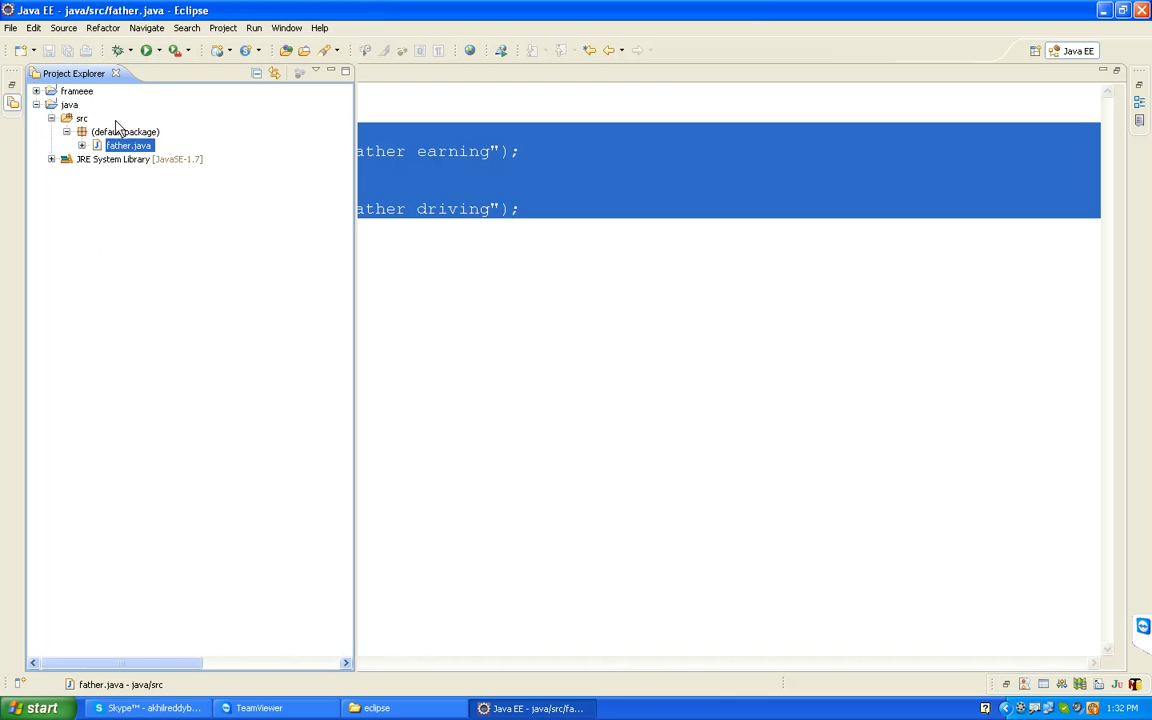 Java EE - java/src/father.java - Eclipse
File Edit Source Refactor Navigate Search Project Run Window Help
Java EE
Project Explorer
frameee
java
src
(default package)
father.java
JRE System Library [JavaSE-1.7]
ather earning");
ather driving");
father.java - java/src
start Skype™ - akhilreddyb... TeamViewer eclipse Java EE - java/src/fa... 1:32 PM